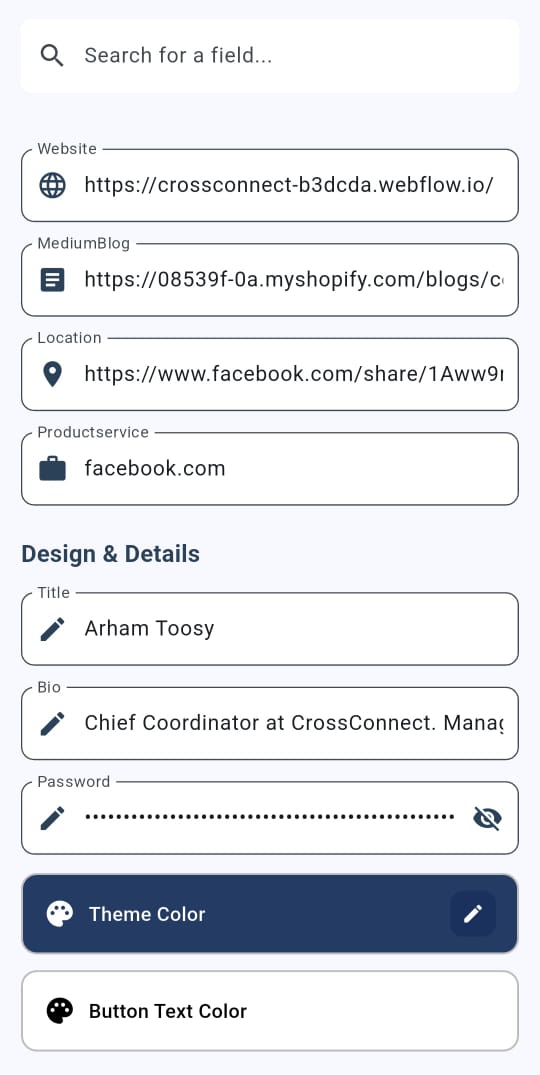 Search for a field...
Website
https://crossconnect-b3dcda.webflow.io/
MediumBlog
https://08539f-0a.myshopify.com/blogs/c
Location
https://www.facebook.com/share/1Aww9
Productservice
facebook.com
Design & Details
Title
Arham Toosy
Bio
Chief Coordinator at CrossConnect. Manag
Password
Theme Color
Button Text Color